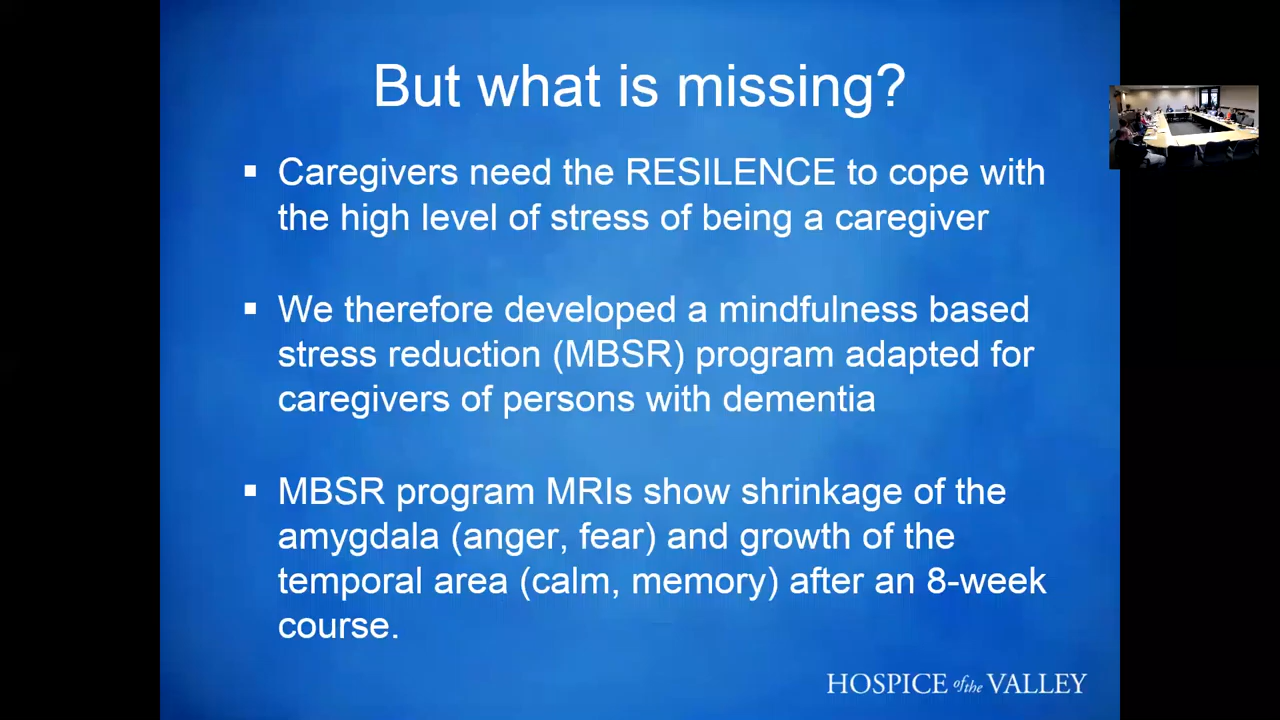 But what is missing?
▪ Caregivers need the RESILENCE to cope with
the high level of stress of being a caregiver
▪ We therefore developed a mindfulness based
stress reduction (MBSR) program adapted for
caregivers of persons with dementia
▪ MBSR program MRIs show shrinkage of the
amygdala (anger, fear) and growth of the
temporal area (calm, memory) after an 8-week
course.
HOSPICE of the VALLEY